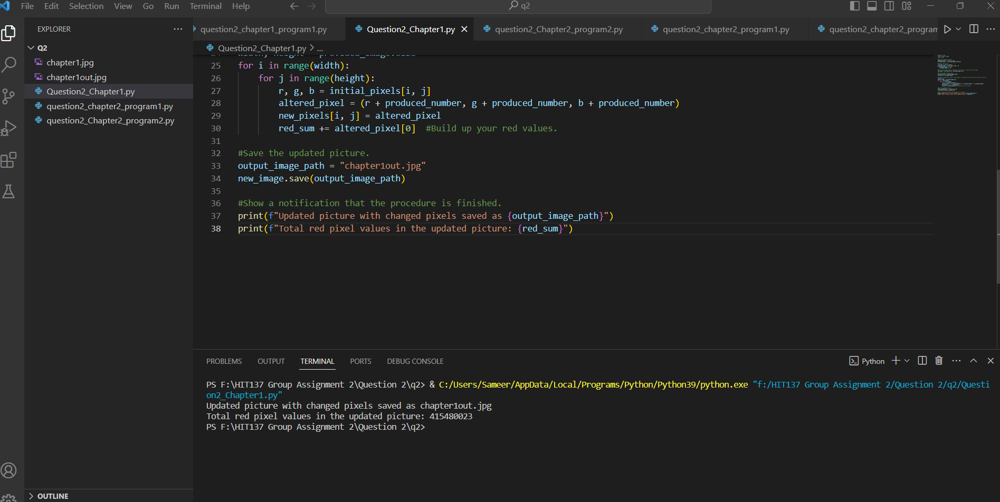 File Edit Selection View Go Run Terminal Help
q2
EXPLORER
Q2
chapter1.jpg
chapter1out.jpg
Question2_Chapter1.py
question2_chapter2_program1.py
question2_Chapter2_program2.py
OUTLINE
question2_chapter1_program1.py Question2_Chapter1.py question2_Chapter2_program2.py question2_chapter2_program1.py question2_chapter2_program
Question2_Chapter1.py > ...
25 for i in range(width):
26 for j in range(height):
27 r, g, b = initial_pixels[i, j]
28 altered_pixel = (r + produced_number, g + produced_number, b + produced_number)
29 new_pixels[i, j] = altered_pixel
30 red_sum += altered_pixel[0] #Build up your red values.
31
32 #Save the updated picture.
33 output_image_path = "chapter1out.jpg"
34 new_image.save(output_image_path)
35
36 #Show a notification that the procedure is finished.
37 print(f"Updated picture with changed pixels saved as {output_image_path}")
38 print(f"Total red pixel values in the updated picture: {red_sum}")
PROBLEMS OUTPUT TERMINAL PORTS DEBUG CONSOLE
Python
PS F:\HIT137 Group Assignment 2\Question 2\q2> & C:/Users/Sameer/AppData/Local/Programs/Python/Python39/python.exe "f:/HIT137 Group Assignment 2/Question 2/q2/Questi
on2_Chapter1.py"
Updated picture with changed pixels saved as chapter1out.jpg
Total red pixel values in the updated picture: 415480023
PS F:\HIT137 Group Assignment 2\Question 2\q2>